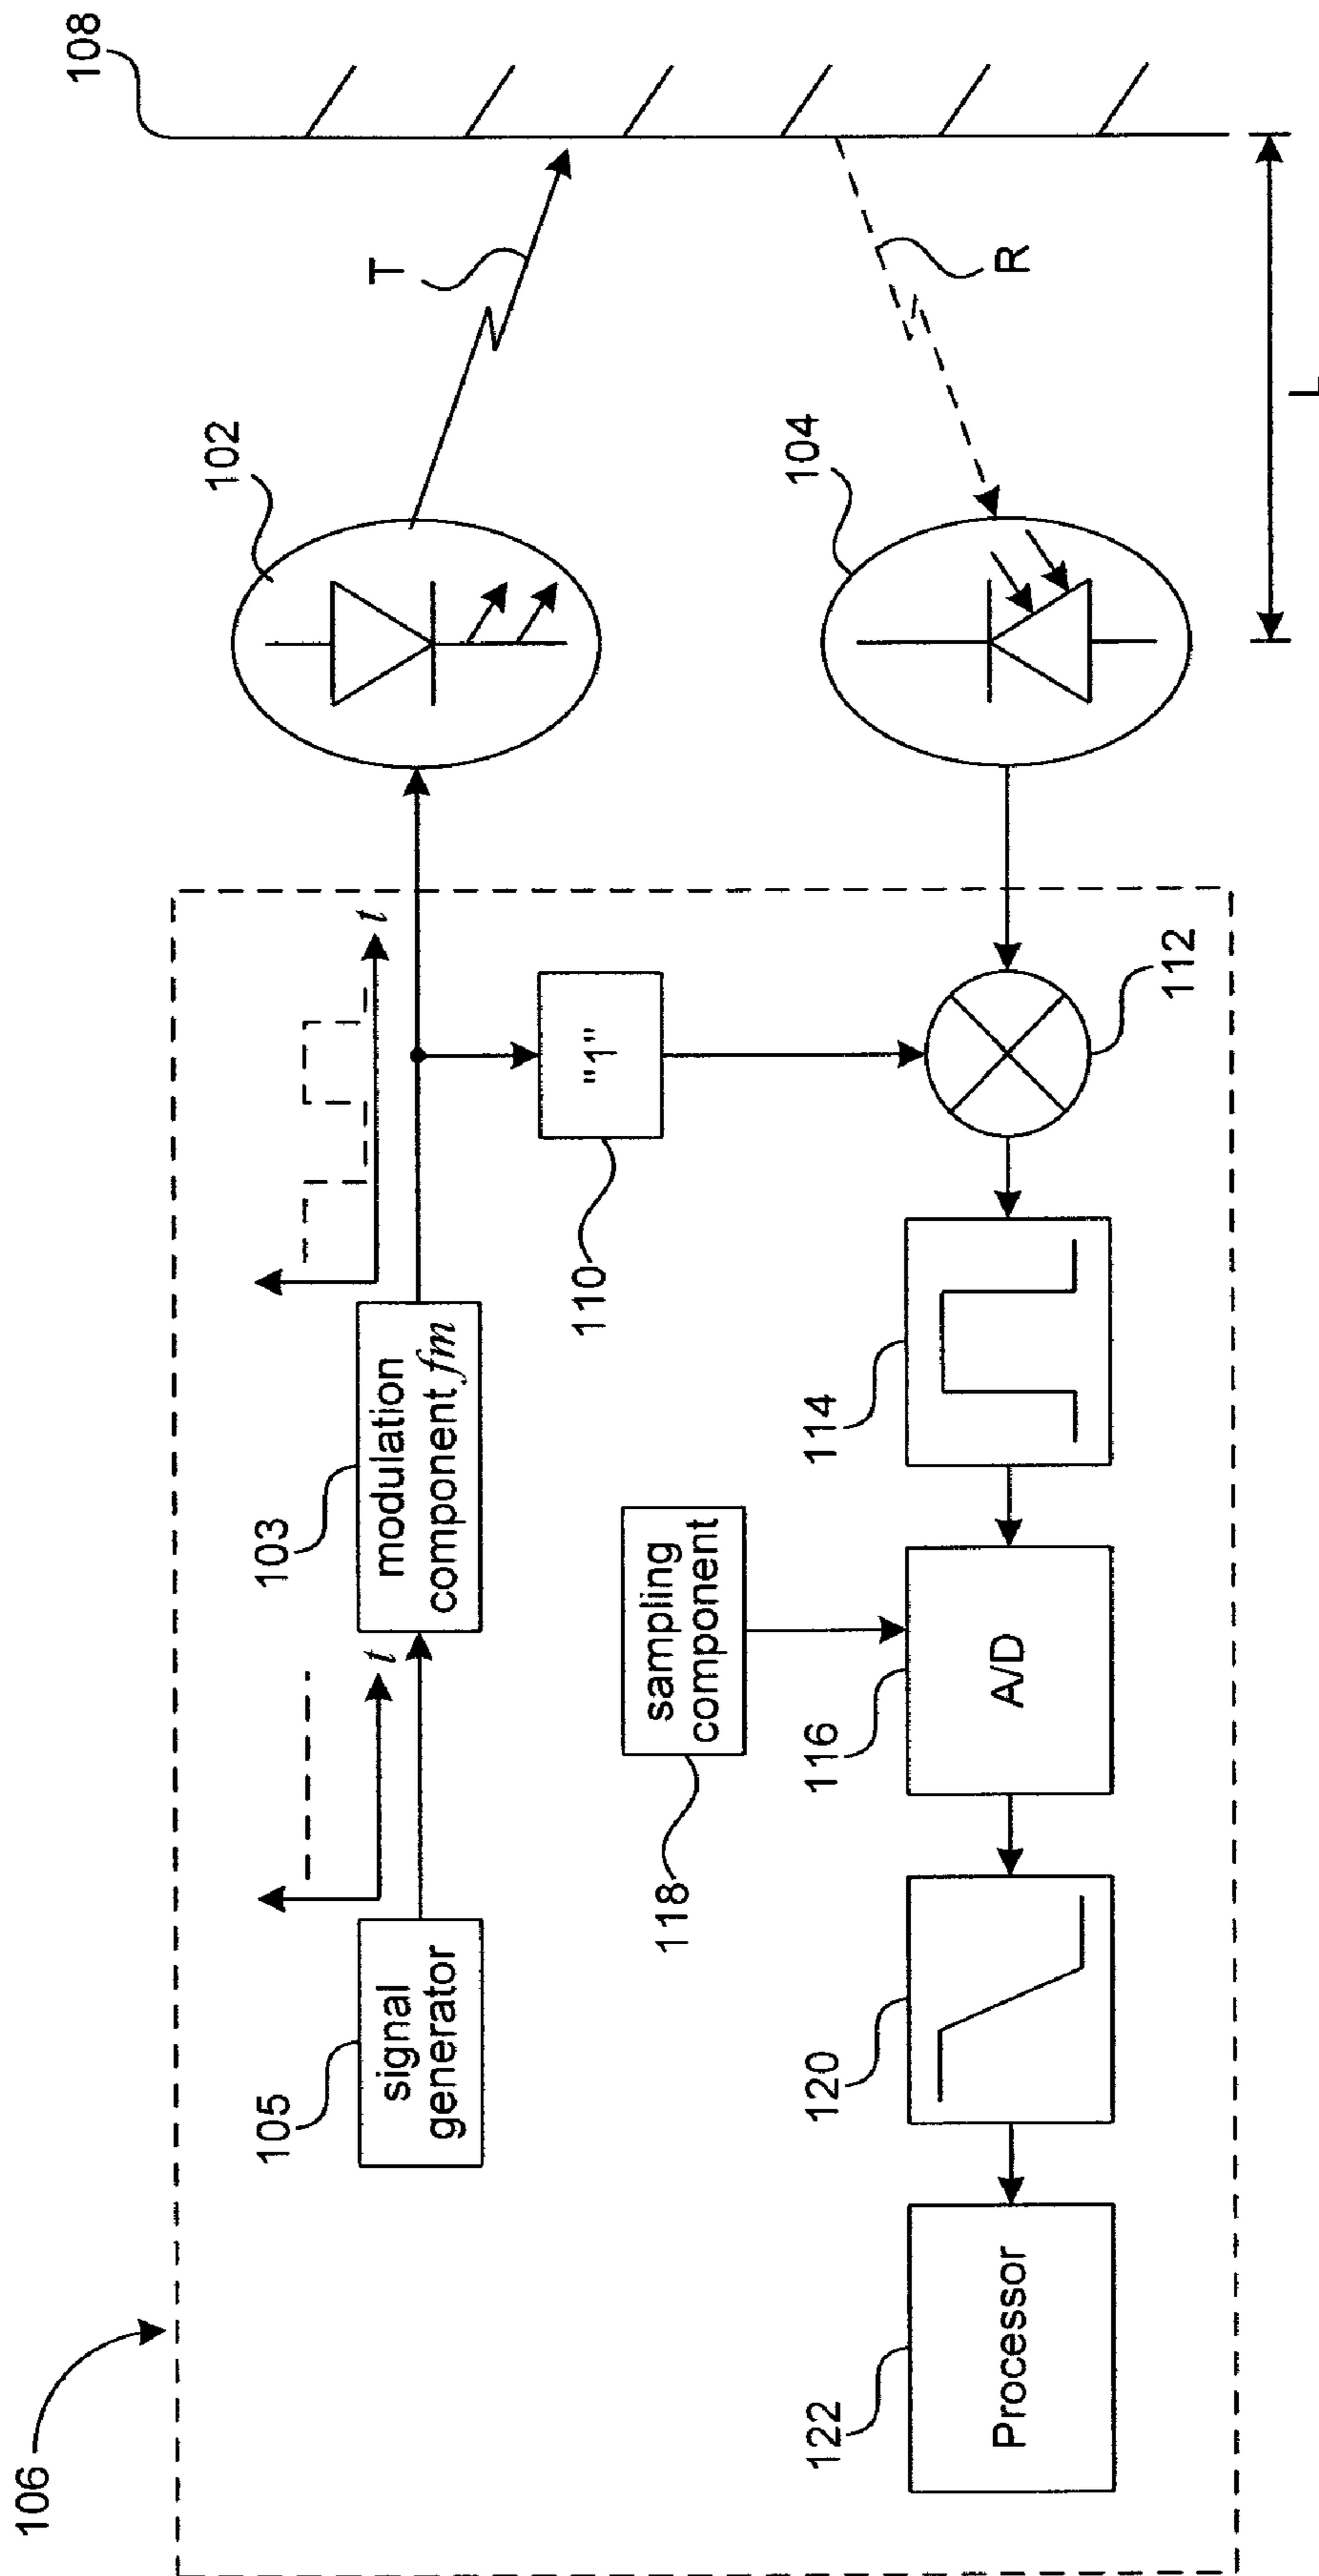 106
108
105
signal
generator
t
103
modulation
component fm
t
102
T
110
"1"
118
sampling
component
122
Processor
120
116
A/D
114
112
104
R
L